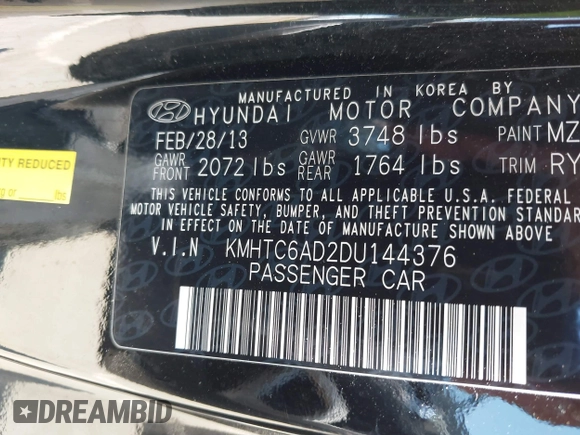 MANUFACTURED IN KOREA BY
HYUNDAI MOTOR COMPANY
FEB/28/13 GVWR 3748 lbs PAINT MZ
GAWR FRONT 2072 lbs GAWR REAR 1764 lbs TRIM RY
THIS VEHICLE CONFORMS TO ALL APPLICABLE U.S.A. FEDERAL
MOTOR VEHICLE SAFETY, BUMPER, AND THEFT PREVENTION STANDAR
IN EFFECT ON THE DATE OF MANUFACTURE SHOWN ABOVE.
V.I.N KMHTC6AD2DU144376
PASSENGER CAR
ITY REDUCED
lbs
DREAMBID